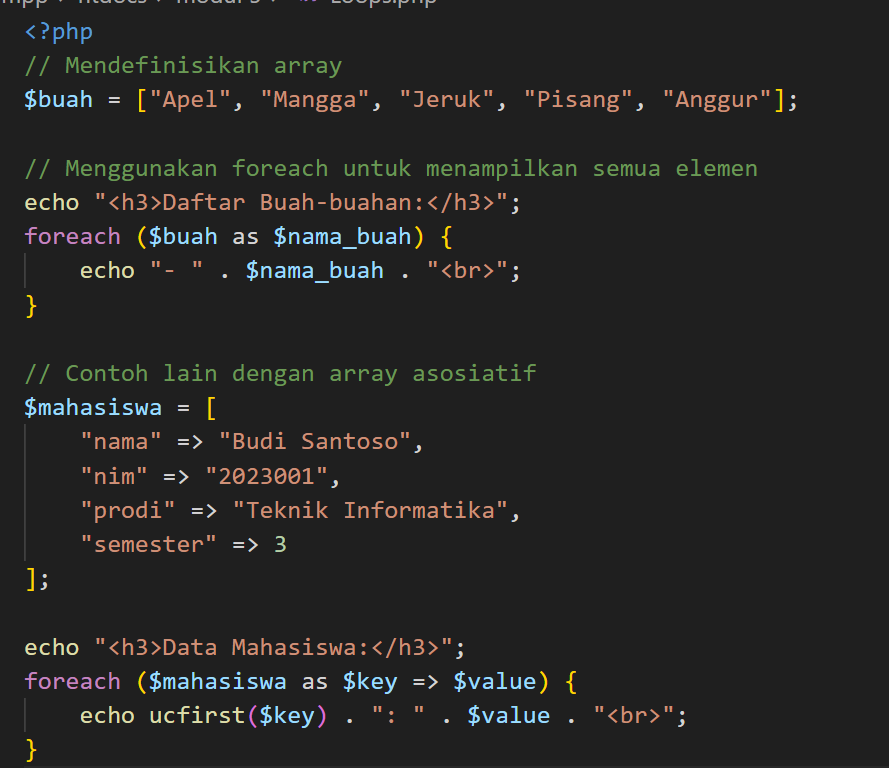 <?php
// Mendefinisikan array
$buah = ["Apel", "Mangga", "Jeruk", "Pisang", "Anggur"];

// Menggunakan foreach untuk menampilkan semua elemen
echo "<h3>Daftar Buah-buahan:</h3>";
foreach ($buah as $nama_buah) {
    echo "- " . $nama_buah . "<br>";
}

// Contoh lain dengan array asosiatif
$mahasiswa = [
    "nama" => "Budi Santoso",
    "nim" => "2023001",
    "prodi" => "Teknik Informatika",
    "semester" => 3
];

echo "<h3>Data Mahasiswa:</h3>";
foreach ($mahasiswa as $key => $value) {
    echo ucfirst($key) . ": " . $value . "<br>";
}